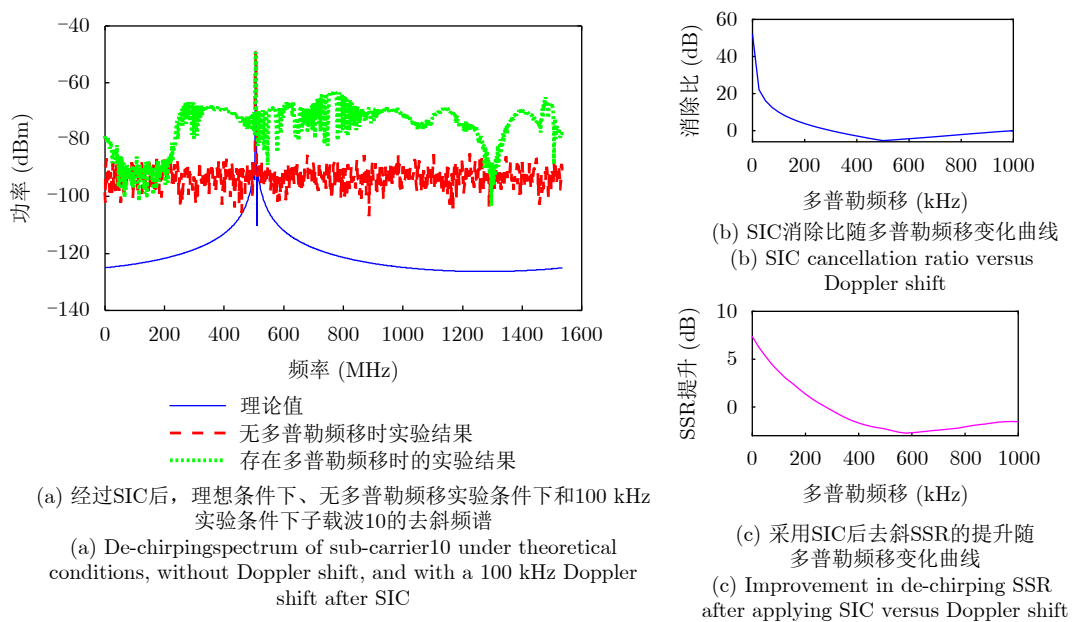 −40
−60
−80
−100
−120
−140
功率 (dBm)
0 200 400 600 800 1000 1200 1400 1600
频率 (MHz)
理论值
无多普勒频移时实验结果
存在多普勒频移时的实验结果
(a) 经过SIC后，理想条件下、无多普勒频移实验条件下和100 kHz
实验条件下子载波10的去斜频谱
(a) De-chirpingspectrum of sub-carrier10 under theoretical
conditions, without Doppler shift, and with a 100 kHz Doppler
shift after SIC
60
40
20
0
消除比 (dB)
0 200 400 600 800 1000
多普勒频移 (kHz)
(b) SIC消除比随多普勒频移变化曲线
(b) SIC cancellation ratio versus
Doppler shift
10
5
0
SSR提升 (dB)
0 200 400 600 800 1000
多普勒频移 (kHz)
(c) 采用SIC后去斜SSR的提升随
多普勒频移变化曲线
(c) Improvement in de-chirping SSR
after applying SIC versus Doppler shift